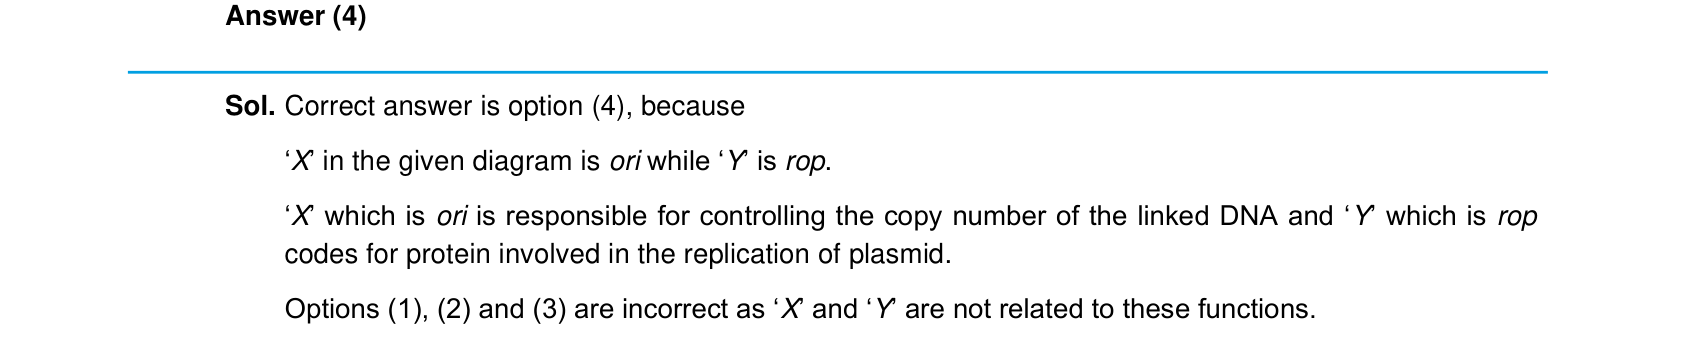 Answer (4)
Sol. Correct answer is option (4), because
‘X’ in the given diagram is ori while ‘Y’ is rop.
‘X’ which is ori is responsible for controlling the copy number of the linked DNA and ‘Y’ which is rop
codes for protein involved in the replication of plasmid.
Options (1), (2) and (3) are incorrect as ‘X’ and ‘Y’ are not related to these functions.